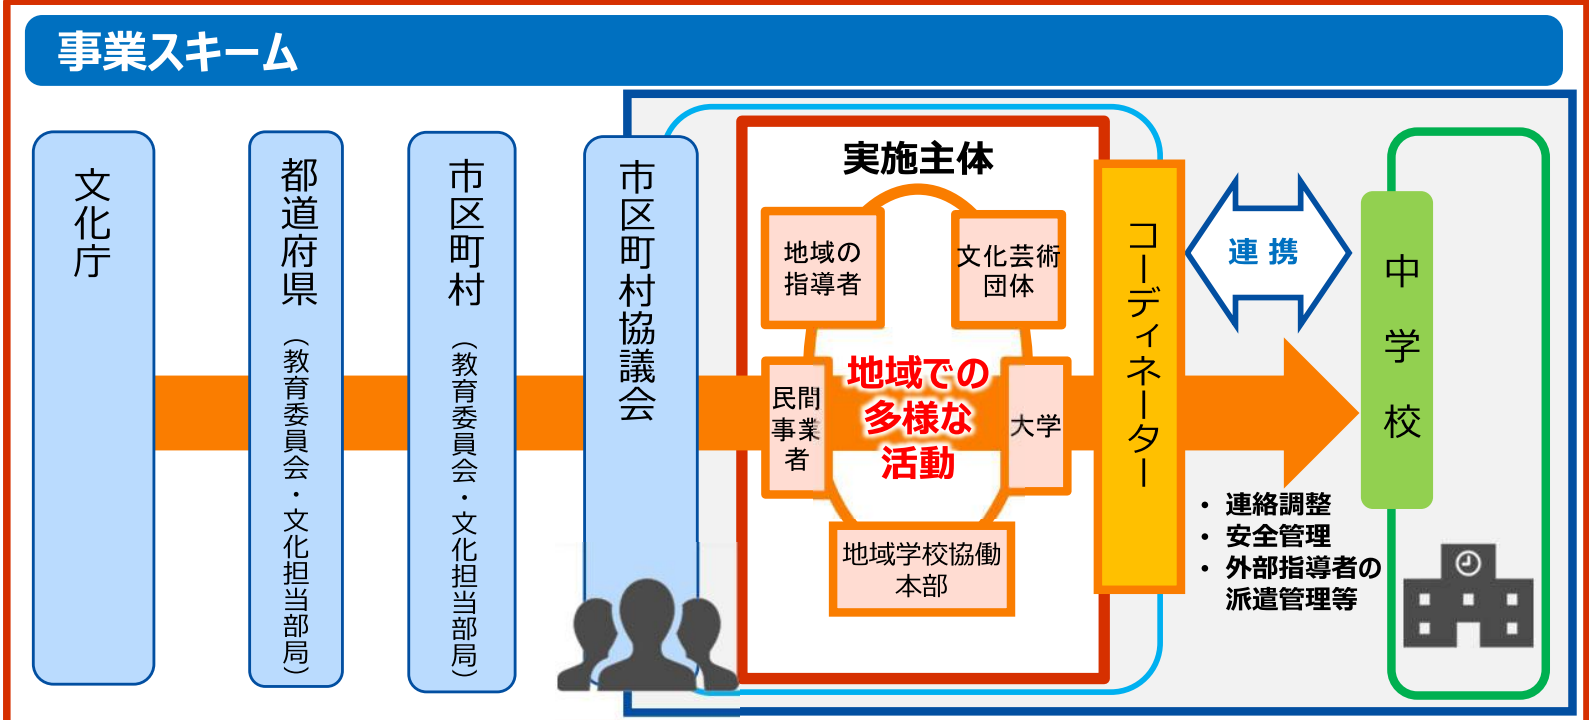 事業スキーム
文化庁
都道府県（教育委員会・文化担当部局）
市区町村（教育委員会・文化担当部局）
市区町村協議会
実施主体
地域の
指導者
文化芸術
団体
民間
事業
者
地域での
多様な
活動
大学
地域学校協働
本部
コーディネーター
連 携
・ 連絡調整
・ 安全管理
・ 外部指導者の
派遣管理等
中学校